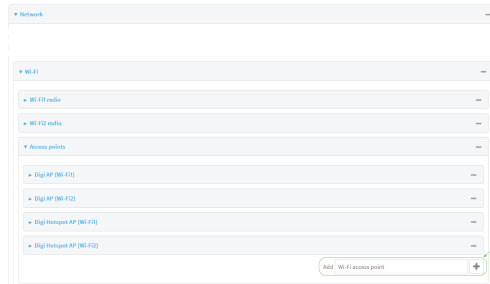 Network
Wi-Fi
Wi-Fi1 radio
Wi-Fi2 radio
Access points
Digi AP (Wi-Fi1)
Digi AP (Wi-Fi2)
Digi Hotspot AP (Wi-Fi1)
Digi Hotspot AP (Wi-Fi2)
Add Wi-Fi access point